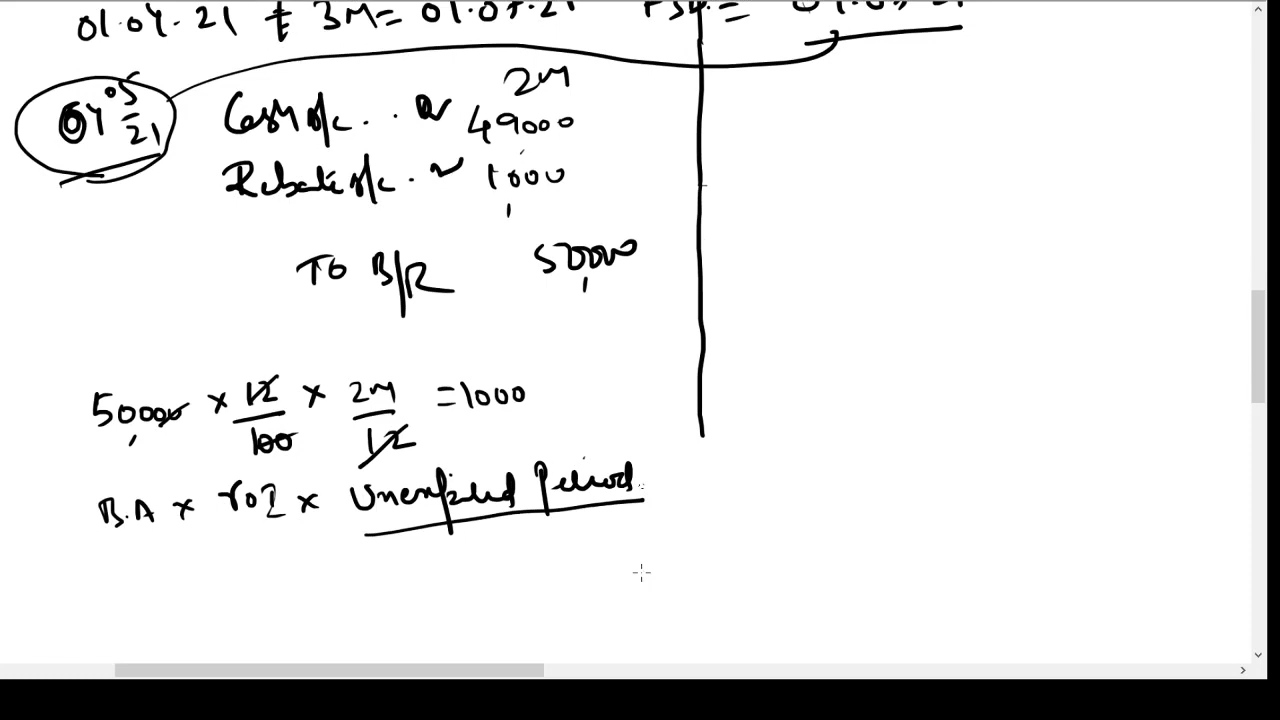 01.04.21 + 3M = 01.07.21
04 05 21
2M
Cash A/c. . Dr 49000
Rebate A/c. Dr 1000
To B/R 50000
50000 × 12/100 × 2M/12 = 1000
B.A × ROI × Unexpired Period.